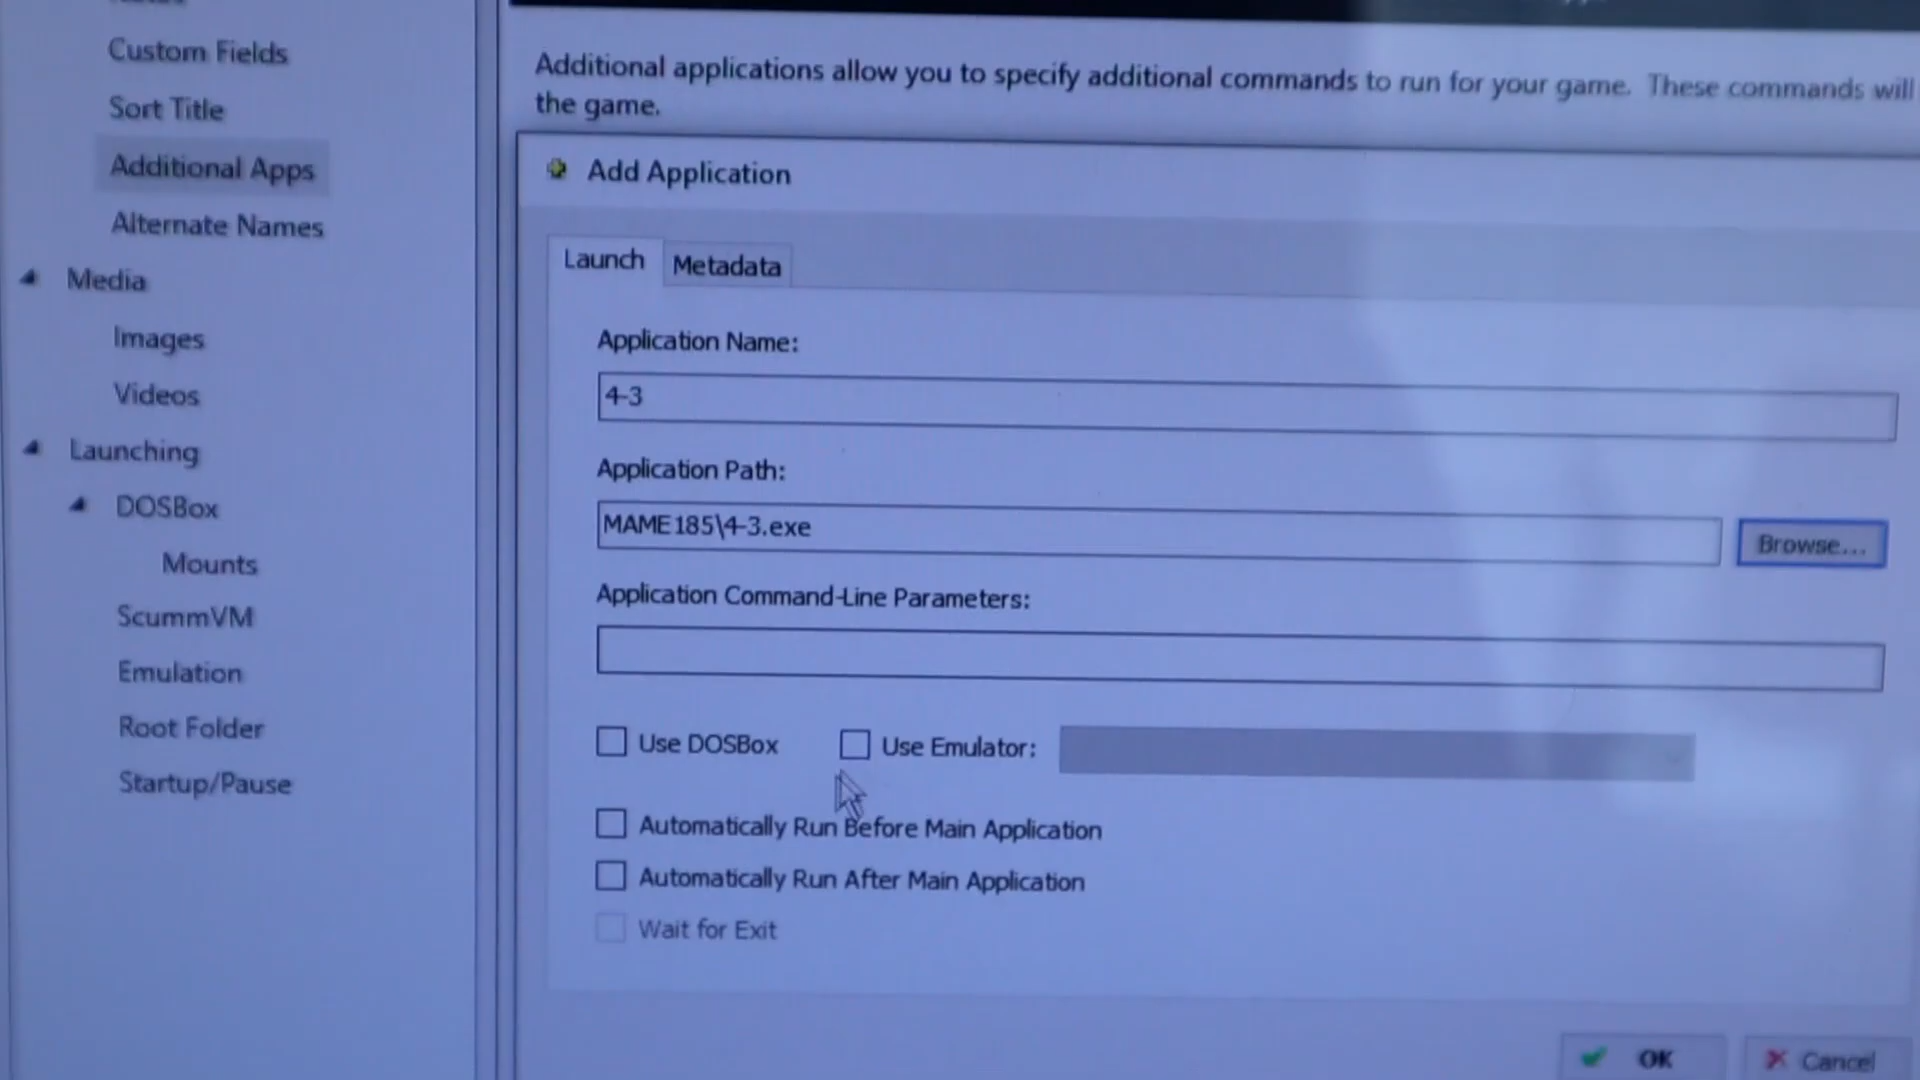 Custom Fields
Sort Title
Additional Apps
Alternate Names
Media
Images
Videos
Launching
DOSBox
Mounts
ScummVM
Emulation
Root Folder
Startup/Pause
Additional applications allow you to specify additional commands to run for your game. These commands will
the game.
Add Application
Launch
Metadata
Application Name:
4-3
Application Path:
MAME185\4-3.exe
Browse...
Application Command-Line Parameters:
Use DOSBox
Use Emulator:
Automatically Run Before Main Application
Automatically Run After Main Application
Wait for Exit
OK
Cancel